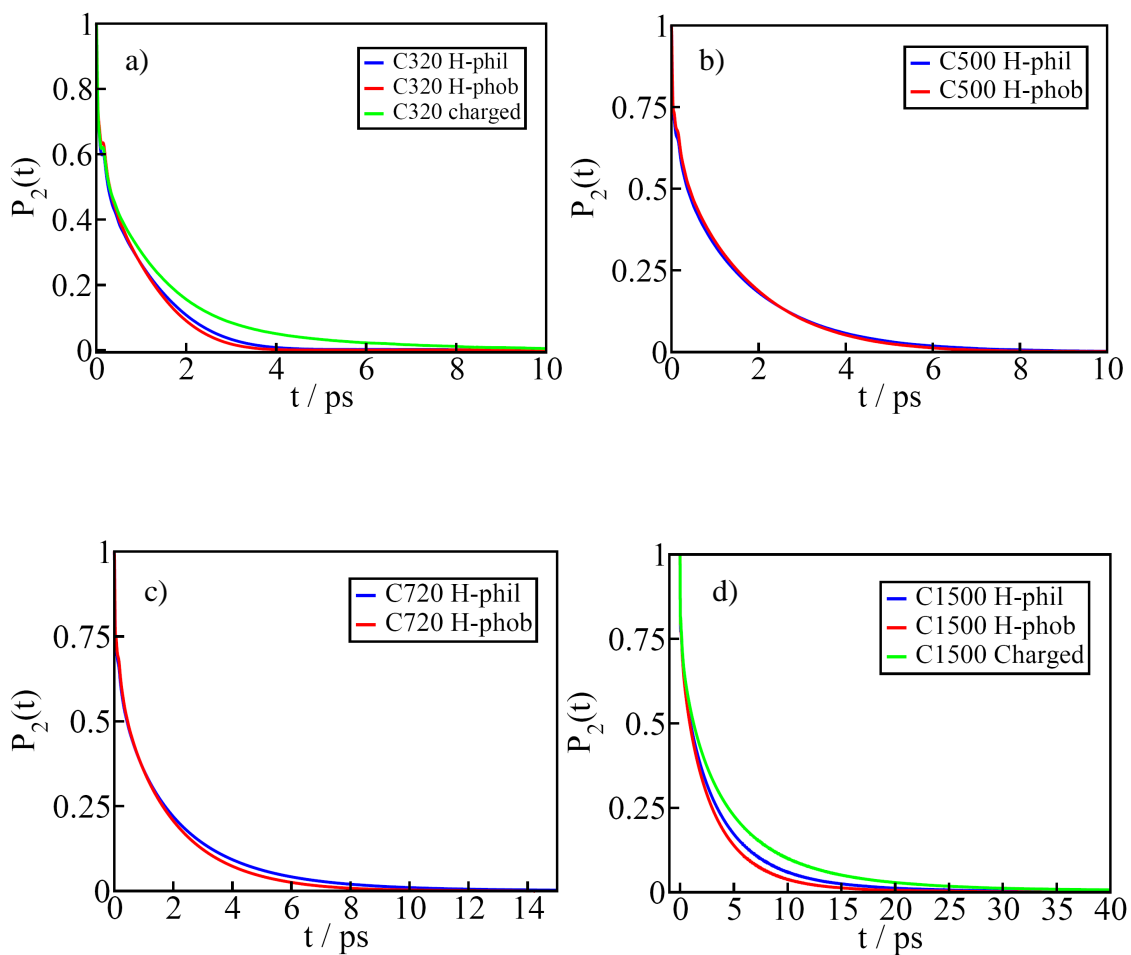 a)
C320 H-phil
C320 H-phob
C320 charged
1
0.8
0.6
0.4
0.2
0
P2(t)
0 2 4 6 8 10
t / ps
b)
C500 H-phil
C500 H-phob
1
0.75
0.5
0.25
0
P2(t)
0 2 4 6 8 10
t / ps
c)
C720 H-phil
C720 H-phob
1
0.75
0.5
0.25
0
P2(t)
0 2 4 6 8 10 12 14
t / ps
d)
C1500 H-phil
C1500 H-phob
C1500 Charged
1
0.75
0.5
0.25
0
P2(t)
0 5 10 15 20 25 30 35 40
t / ps